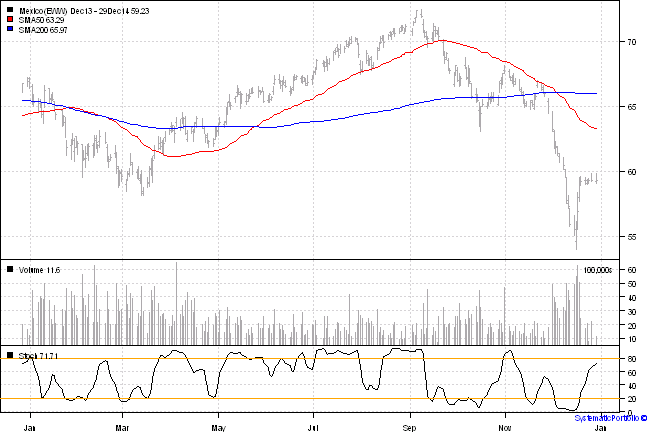 Mexico(EWW) Dec13 - 29Dec14 59.23
SMA50 63.29
SMA200 65.97
70
65
60
55
Volume 11.6
100,000s
60
50
40
30
20
10
Stoch 71.71
80
60
40
20
0
Jan Mar May Jul Sep Nov Jan
SystematicPortfolio ©